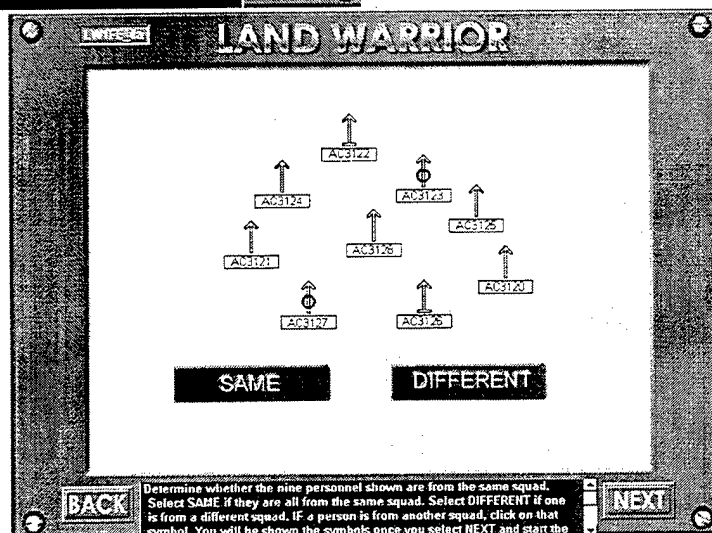 LAND WARRIOR
AC3122
AC3124
AC3123
AC3125
AC3121
AC3128
AC3120
AC3127
AC3126
SAME
DIFFERENT
BACK
Determine whether the nine personnel shown are from the same squad.
Select SAME if they are all from the same squad. Select DIFFERENT if one
is from a different squad. IF a person is from another squad, click on that
symbol. You will be shown the symbols once you select NEXT and start the
NEXT